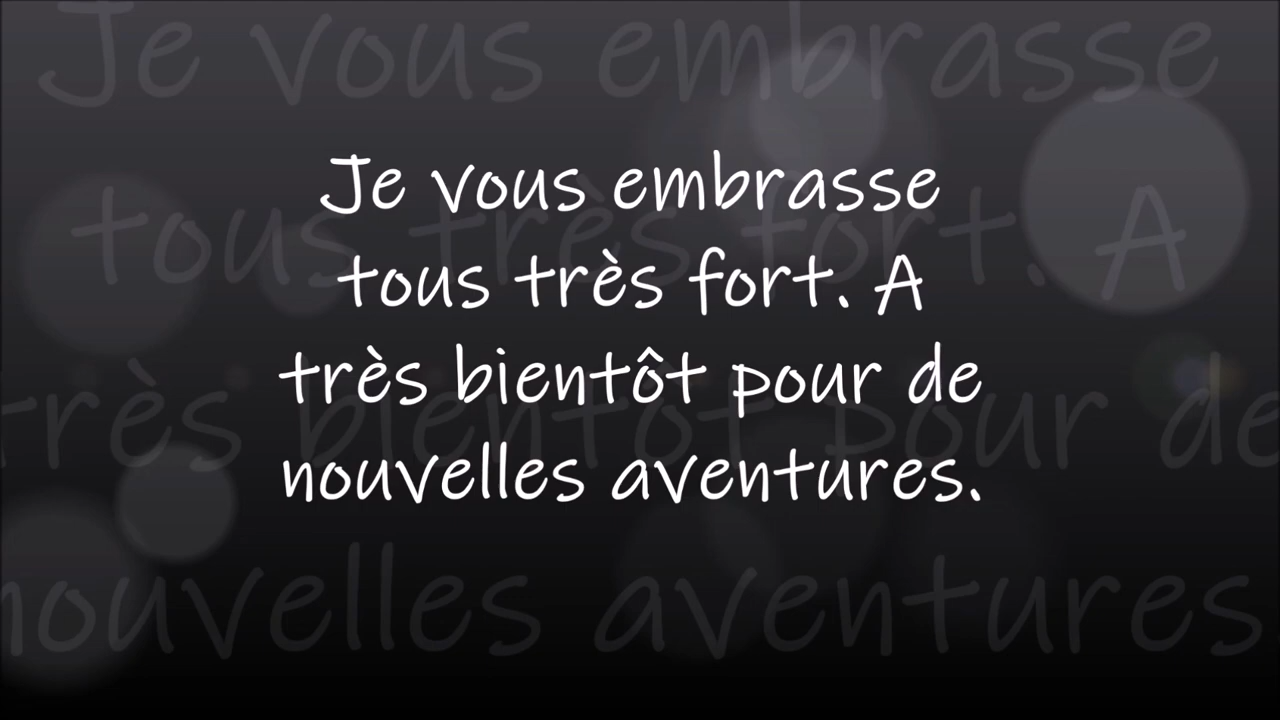 Je vous embrasse
tous très fort. A
très bientôt pour de
nouvelles aventures.